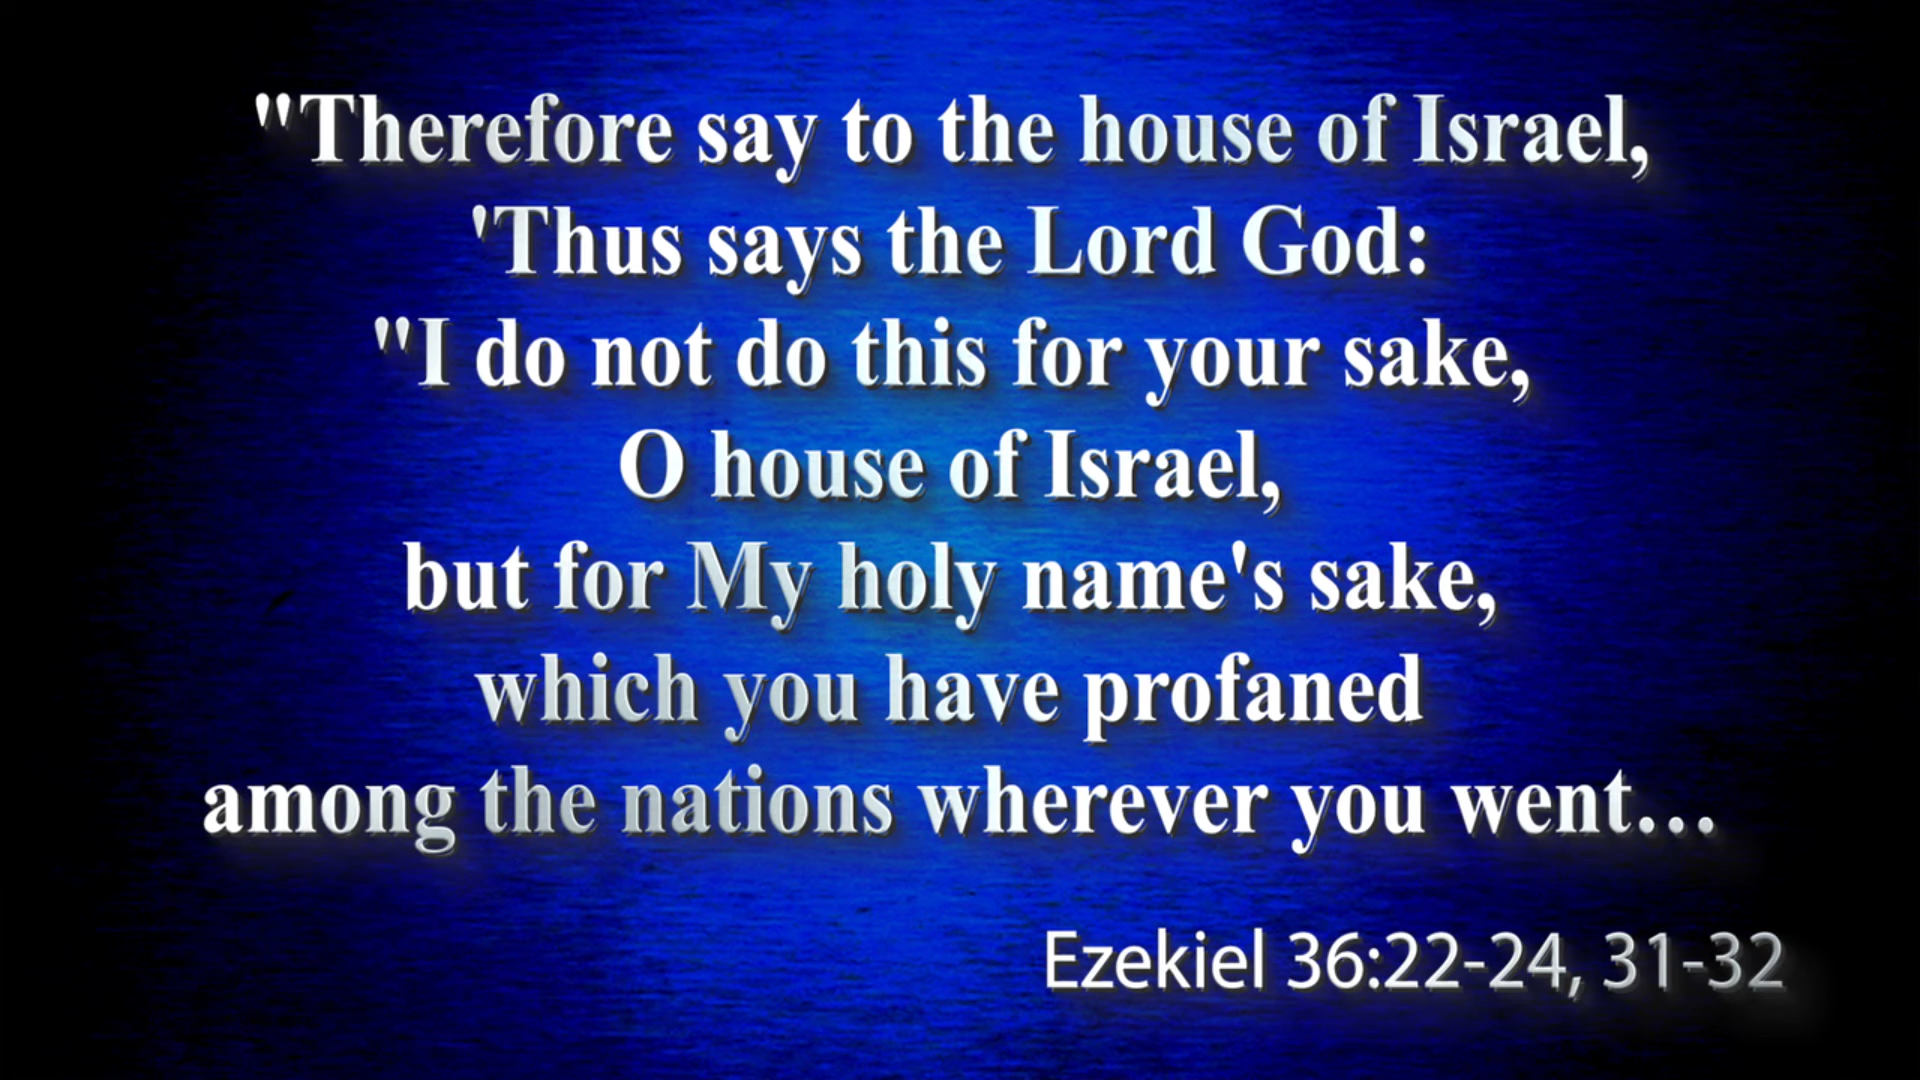 "Therefore say to the house of Israel,
'Thus says the Lord God:
"I do not do this for your sake,
O house of Israel,
but for My holy name's sake,
which you have profaned
among the nations wherever you went…
Ezekiel 36:22-24, 31-32